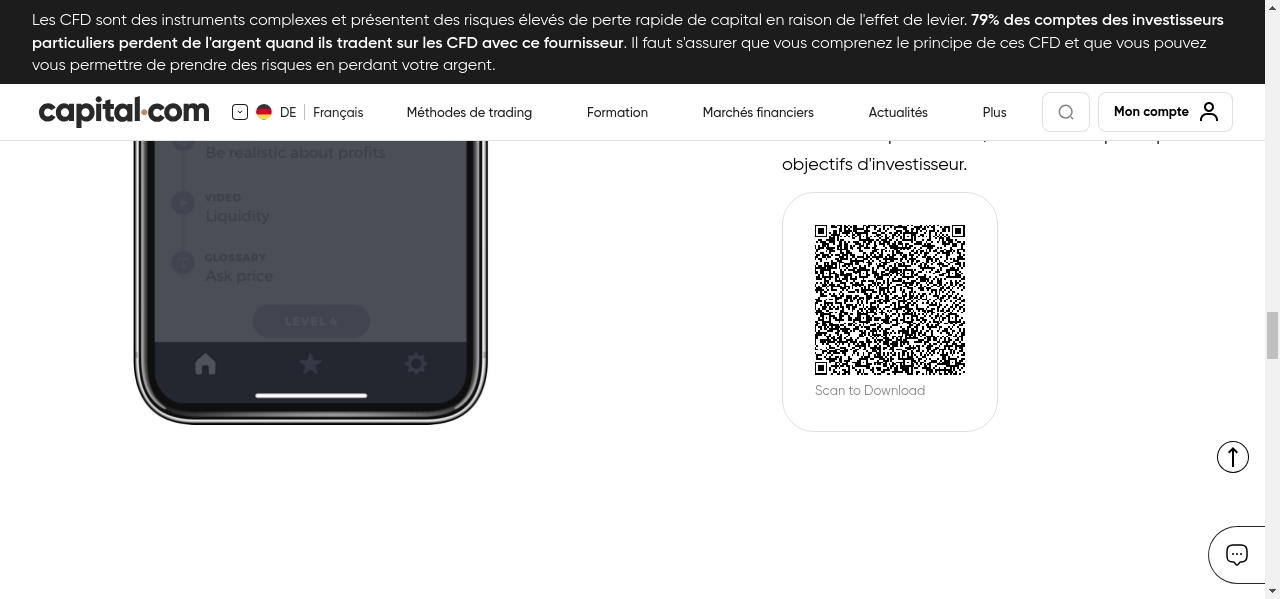 Les CFD sont des instruments complexes et présentent des risques élevés de perte rapide de capital en raison de l'effet de levier. 79% des comptes des investisseurs
particuliers perdent de l'argent quand ils tradent sur les CFD avec ce fournisseur. Il faut s'assurer que vous comprenez le principe de ces CFD et que vous pouvez
vous permettre de prendre des risques en perdant votre argent.
capital.com DE Français Méthodes de trading Formation Marchés financiers Actualités Plus Mon compte
Be realistic about profits
objectifs d'investisseur.
VIDEO
Liquidity
GLOSSARY
Ask price
LEVEL 4
Scan to Download